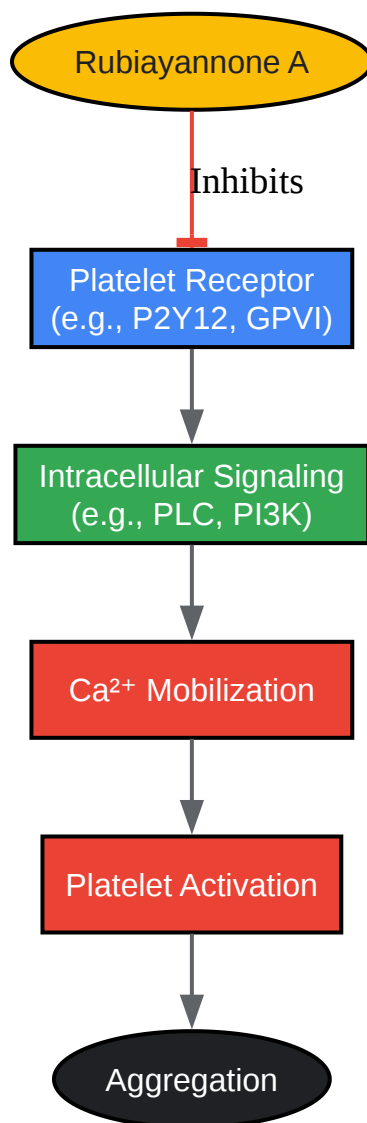 Rubiayannone A
Inhibits
Platelet Receptor
(e.g., P2Y12, GPVI)
Intracellular Signaling
(e.g., PLC, PI3K)
Ca²⁺ Mobilization
Platelet Activation
Aggregation